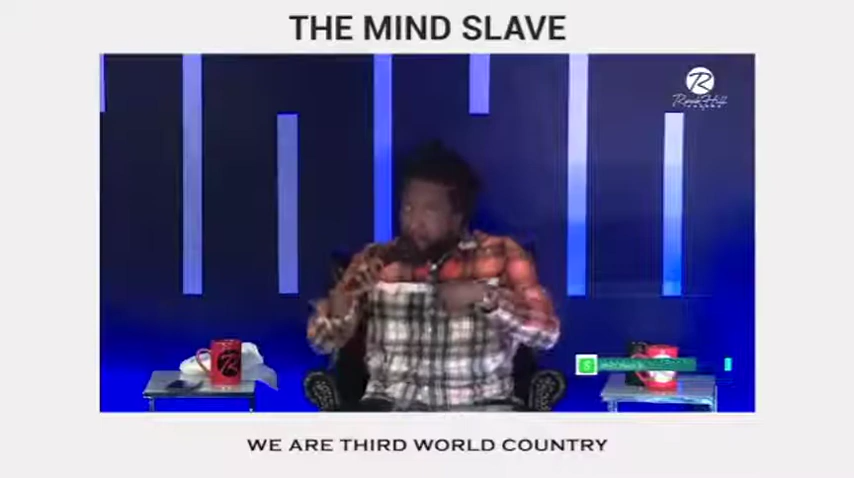 THE MIND SLAVE
R
R
WE ARE THIRD WORLD COUNTRY